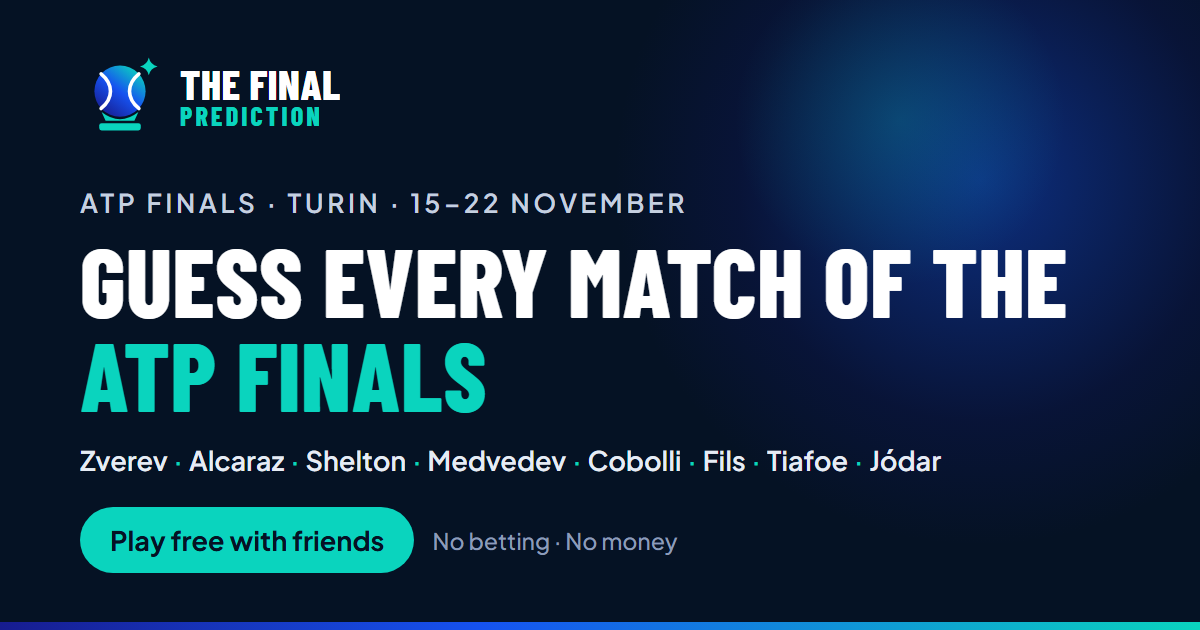 THE FINAL
PREDICTION
ATP FINALS · TURIN · 15–22 NOVEMBER
GUESS EVERY MATCH OF THE
ATP FINALS
Zverev · Alcaraz · Shelton · Medvedev · Cobolli · Fils · Tiafoe · Jódar
Play free with friends
No betting · No money